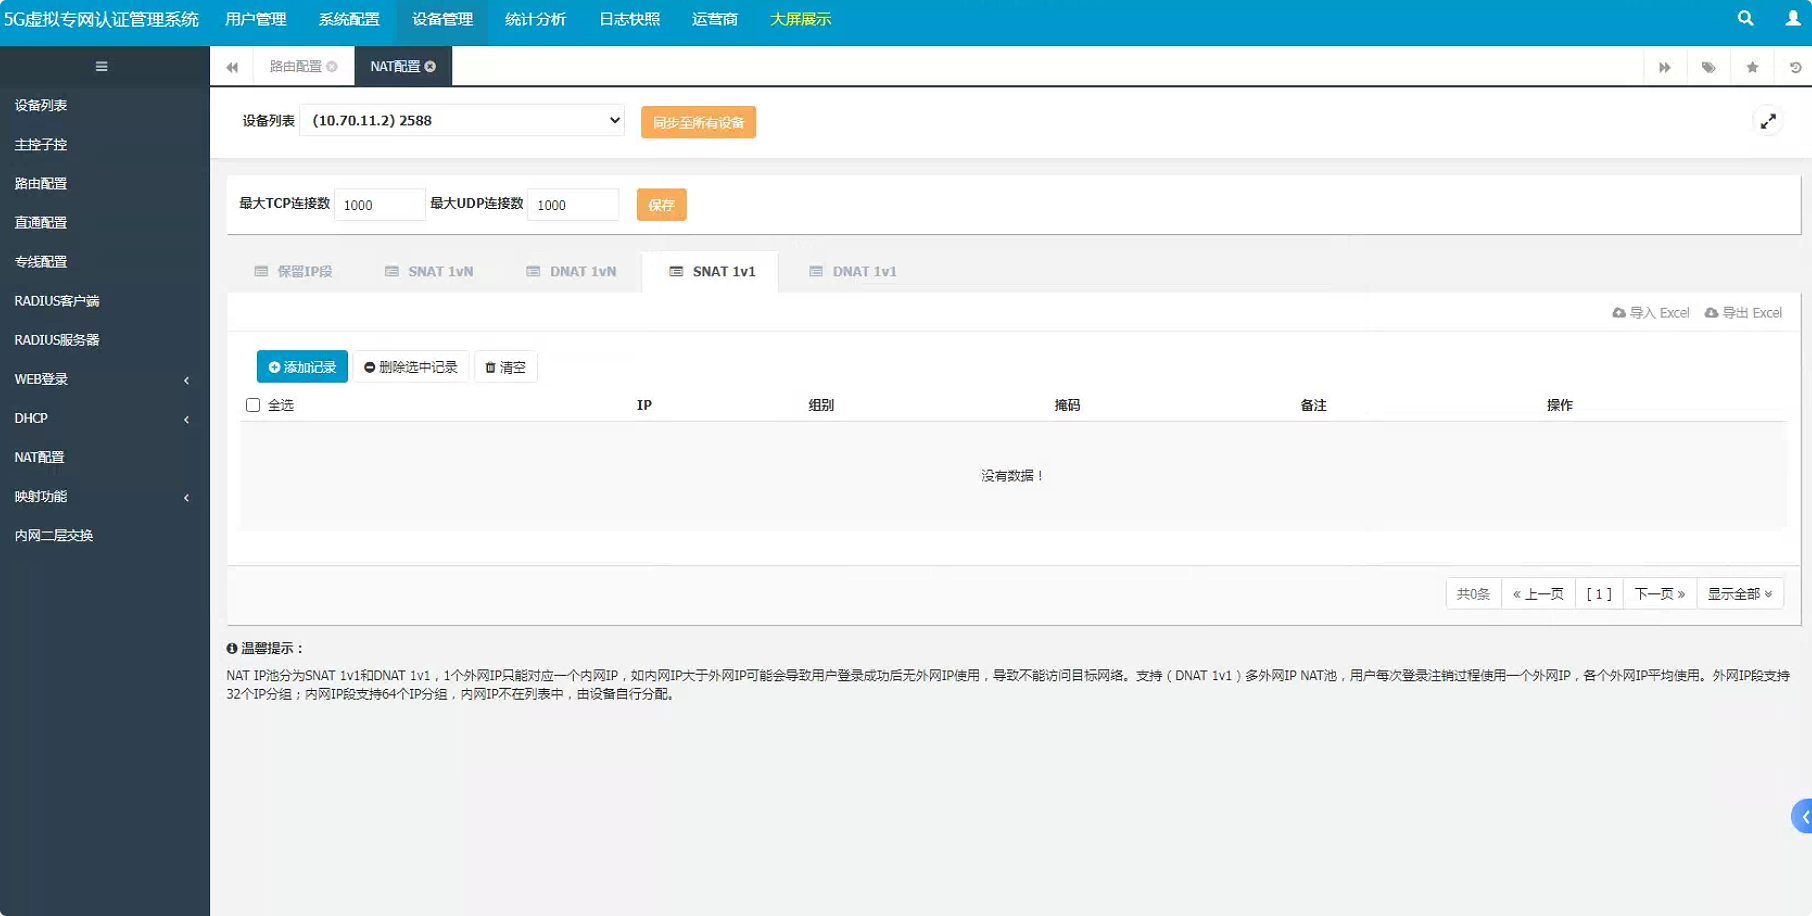 5G虚拟专网认证管理系统 用户管理 系统配置 设备管理 统计分析 日志快照 运营商 大屏展示
路由配置 NAT配置
设备列表
主控子控
路由配置
直通配置
专线配置
RADIUS客户端
RADIUS服务器
WEB登录
DHCP
NAT配置
映射功能
内网二层交换
设备列表 (10.70.11.2) 2588 同步至所有设备
最大TCP连接数 1000 最大UDP连接数 1000 保存
保留IP段 SNAT 1vN DNAT 1vN SNAT 1v1 DNAT 1v1
导入 Excel 导出 Excel
添加记录 删除选中记录 清空
全选 IP 组别 掩码 备注 操作
没有数据！
共0条 « 上一页 [ 1 ] 下一页 » 显示全部
温馨提示：
NAT IP池分为SNAT 1v1和DNAT 1v1，1个外网IP只能对应一个内网IP，如内网IP大于外网IP可能会导致用户登录成功后无外网IP使用，导致不能访问目标网络。支持（DNAT 1v1）多外网IP NAT池，用户每次登录注销过程使用一个外网IP，各个外网IP平均使用。外网IP段支持
32个IP分组；内网IP段支持64个IP分组，内网IP不在列表中，由设备自行分配。